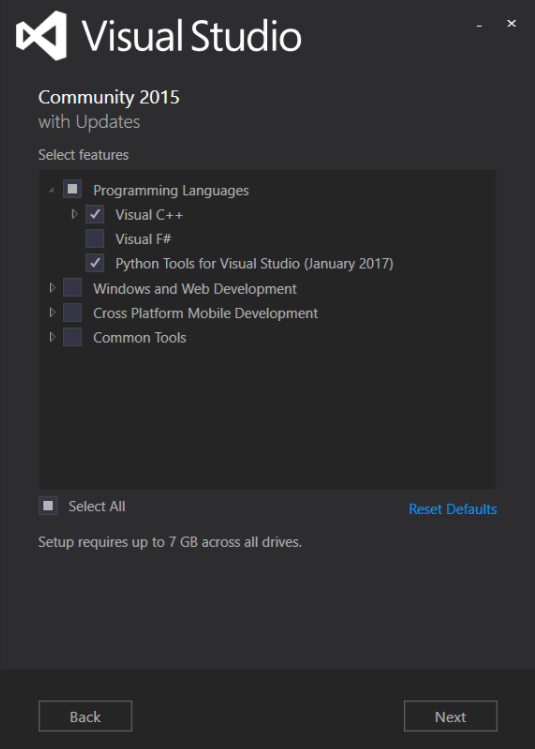 Visual Studio
Community 2015
with Updates
Select features
Programming Languages
Visual C++
Visual F#
Python Tools for Visual Studio (January 2017)
Windows and Web Development
Cross Platform Mobile Development
Common Tools
Select All
Reset Defaults
Setup requires up to 7 GB across all drives.
Back
Next